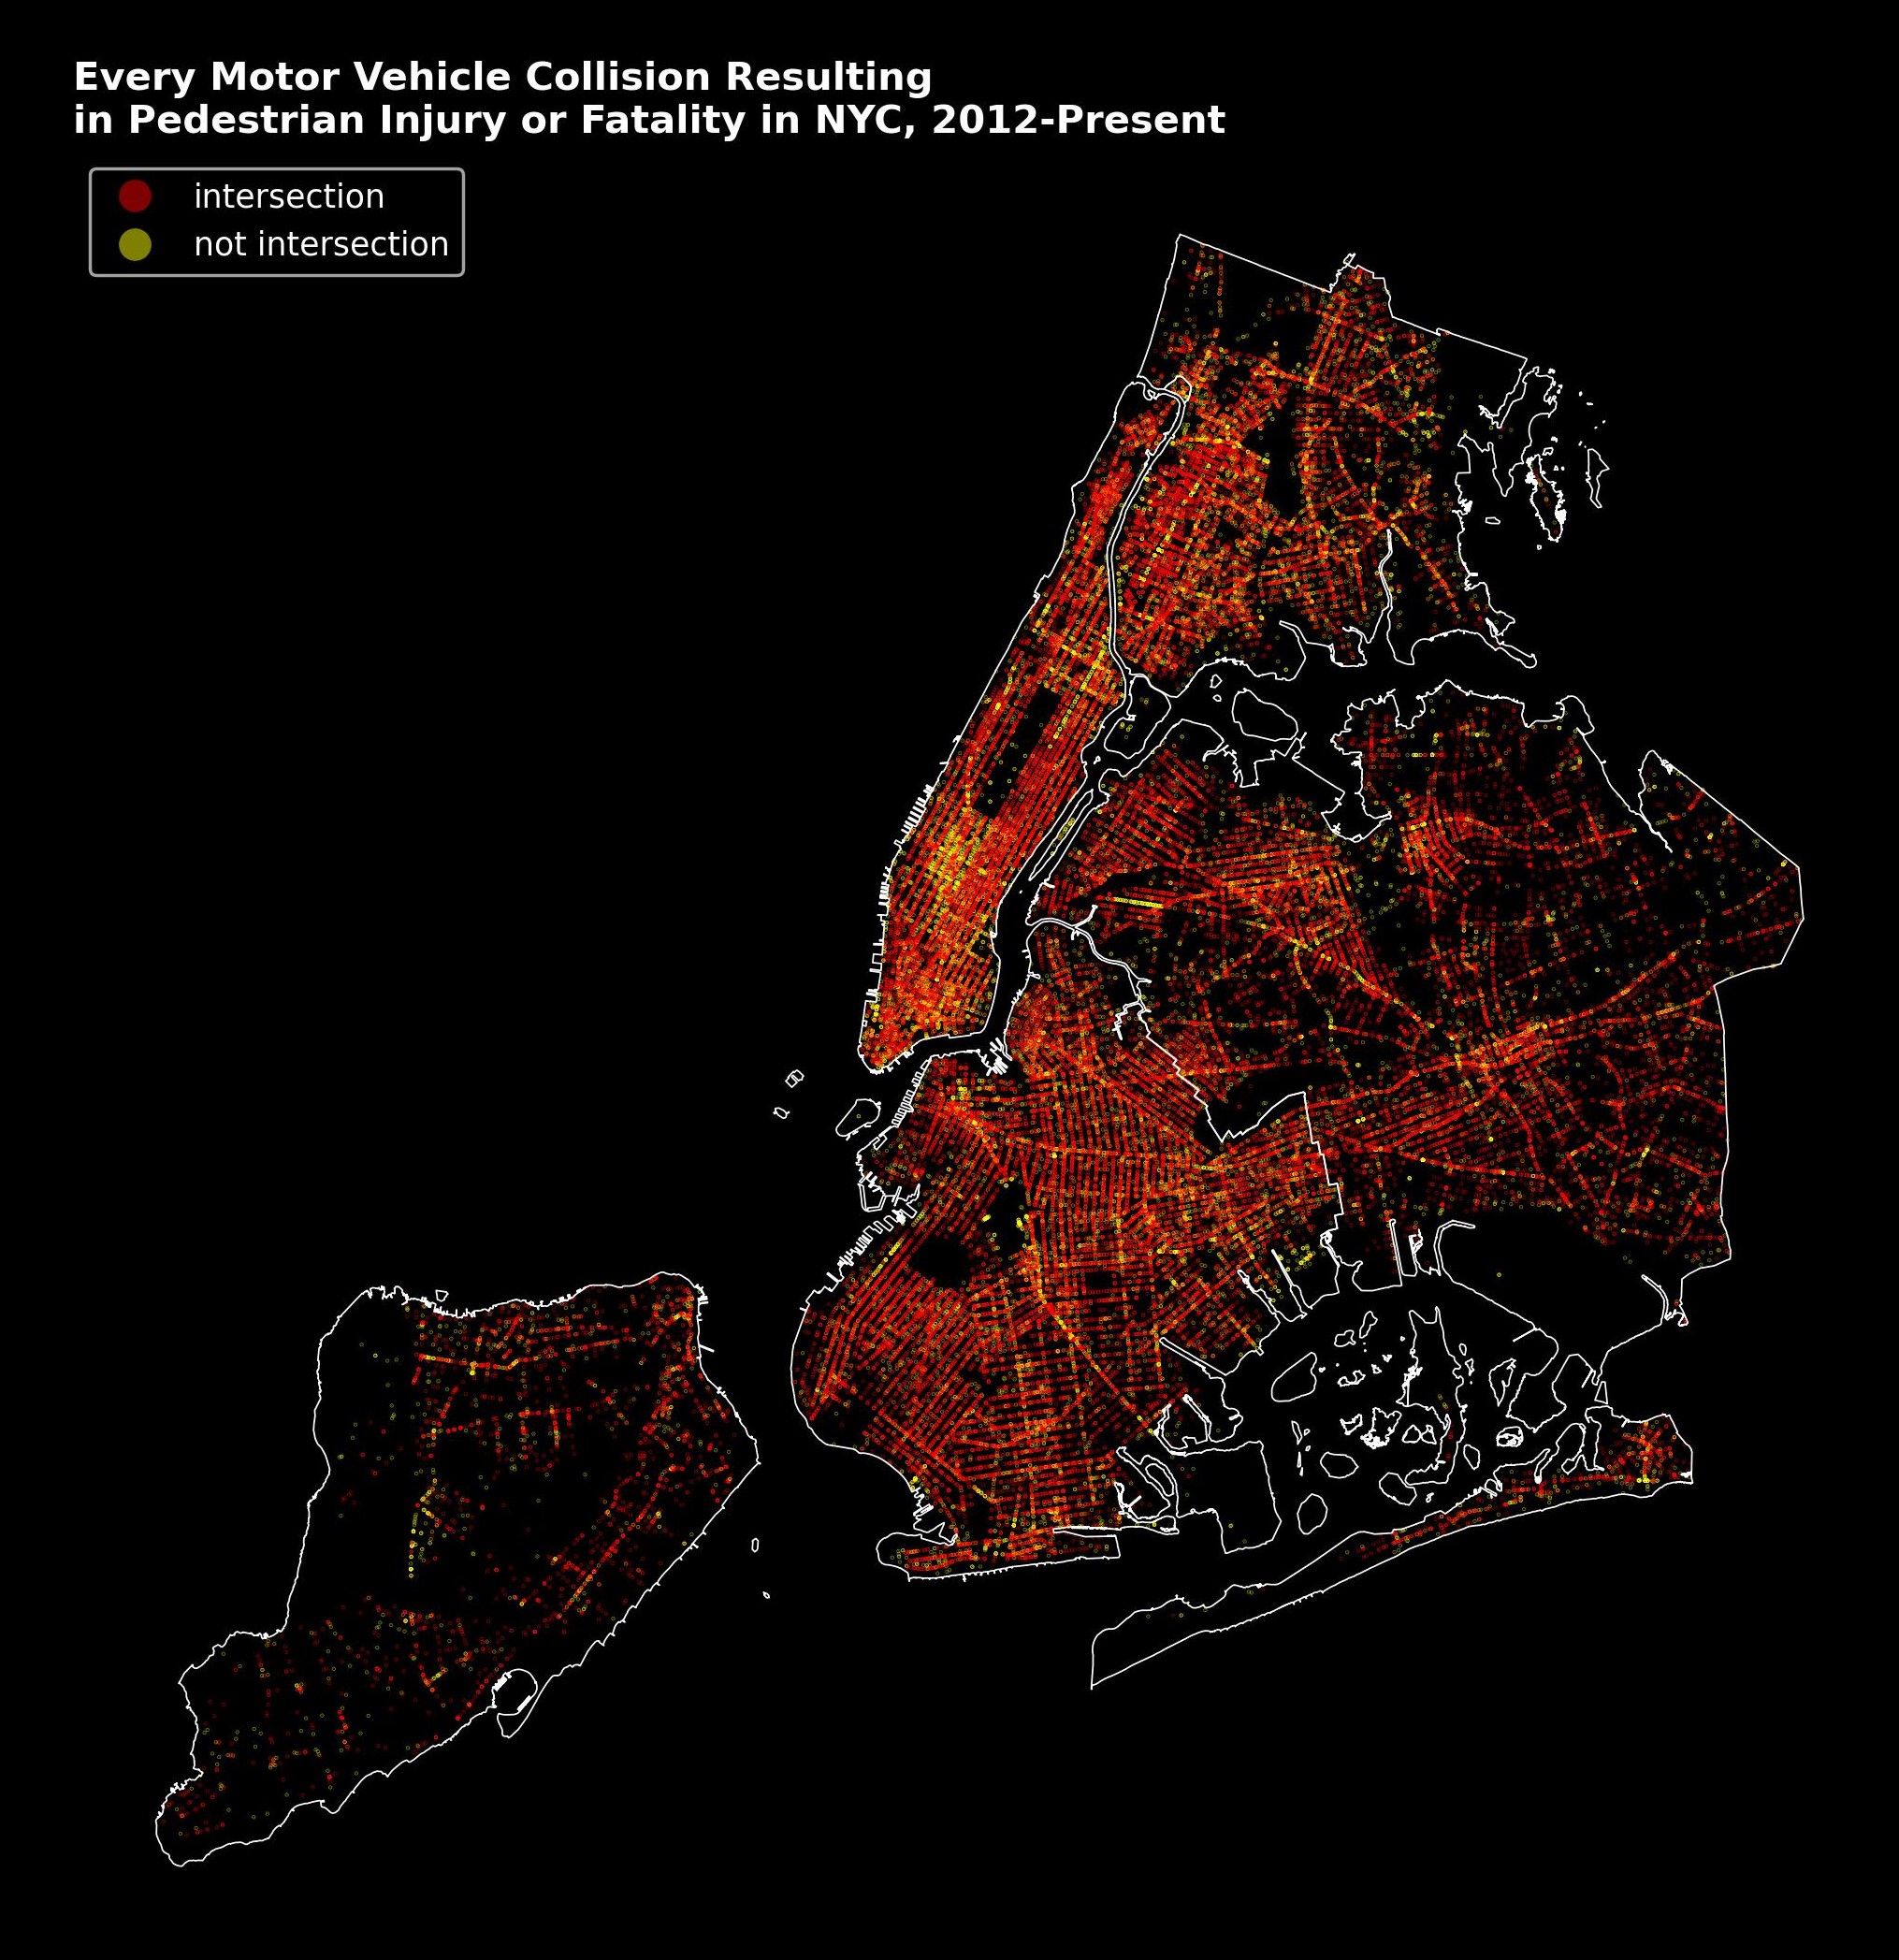 Every Motor Vehicle Collision Resulting
in Pedestrian Injury or Fatality in NYC, 2012-Present
intersection
not intersection